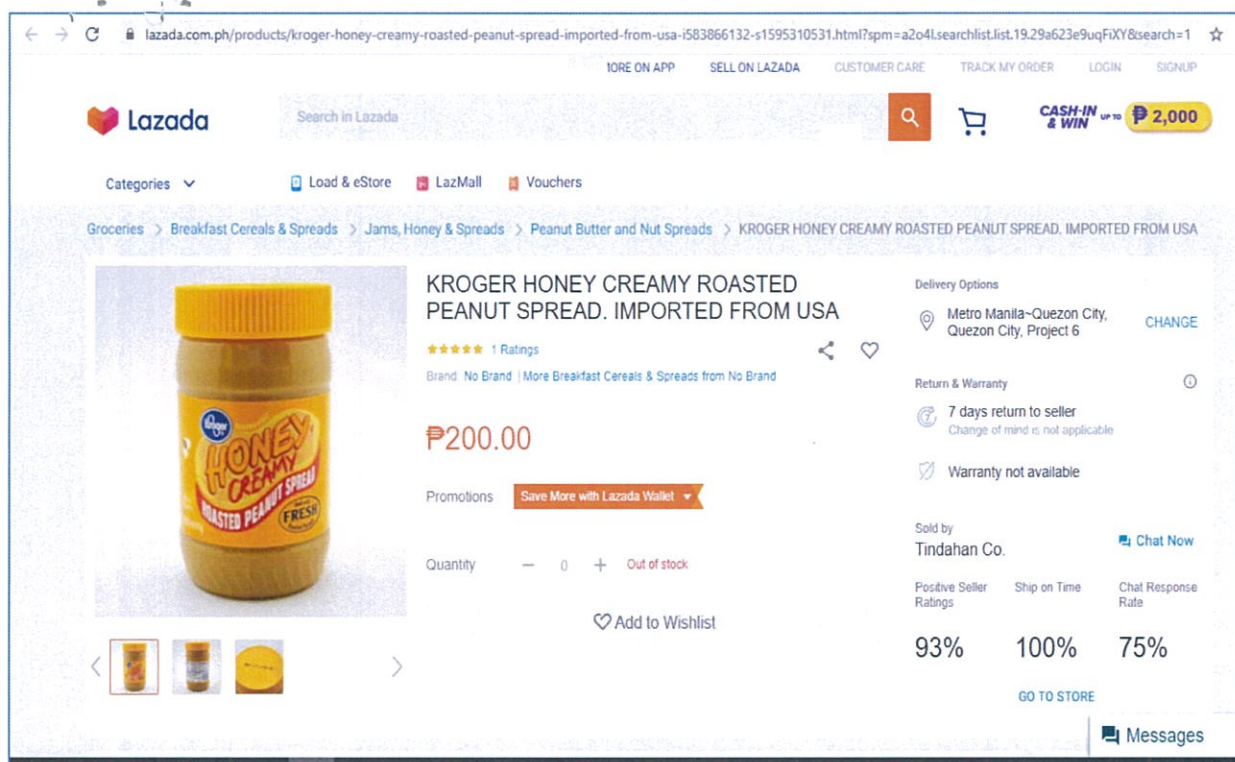 lazada.com.ph/products/kroger-honey-creamy-roasted-peanut-spread-imported-from-usa-i583866132-s1595310531.html?spm=a2o4l.searchlist.list.19.29a623e9uqFiXY&search=1
MORE ON APP SELL ON LAZADA CUSTOMER CARE TRACK MY ORDER LOGIN SIGNUP
Lazada Search in Lazada CASH-IN & WIN UP TO ₱ 2,000
Categories Load & eStore LazMall Vouchers
Groceries > Breakfast Cereals & Spreads > Jams, Honey & Spreads > Peanut Butter and Nut Spreads > KROGER HONEY CREAMY ROASTED PEANUT SPREAD. IMPORTED FROM USA
Kroger
HONEY
CREAMY
ROASTED PEANUT SPREAD
FRESH
KROGER HONEY CREAMY ROASTED
PEANUT SPREAD. IMPORTED FROM USA
1 Ratings
Brand No Brand | More Breakfast Cereals & Spreads from No Brand
₱200.00
Promotions Save More with Lazada Wallet
Quantity − 0 + Out of stock
Add to Wishlist
Delivery Options
Metro Manila~Quezon City,
Quezon City, Project 6
CHANGE
Return & Warranty
7 days return to seller
Change of mind is not applicable
Warranty not available
Sold by
Tindahan Co.
Chat Now
Positive Seller
Ratings
Ship on Time
Chat Response
Rate
93% 100% 75%
GO TO STORE
Messages